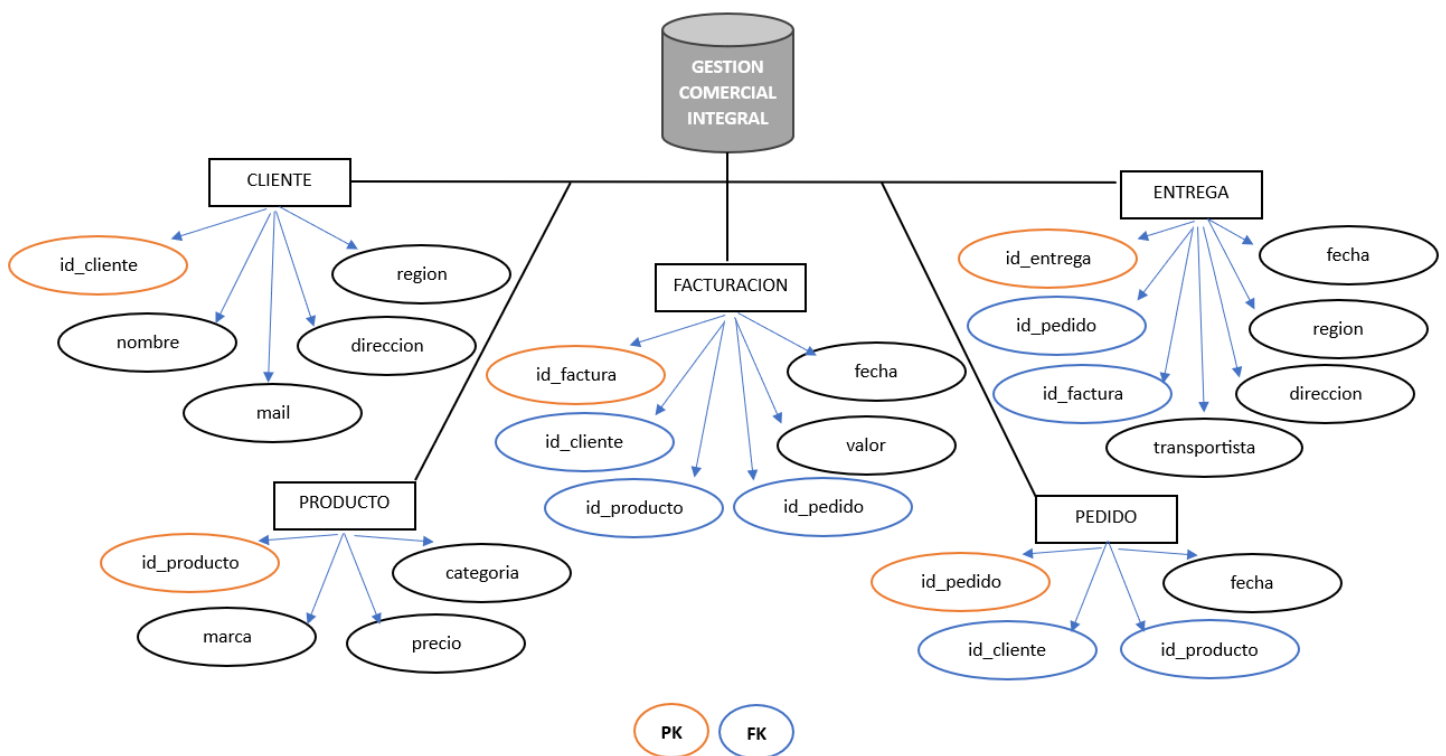 GESTION
COMERCIAL
INTEGRAL
CLIENTE
id_cliente
nombre
mail
direccion
region
FACTURACION
id_factura
id_cliente
id_producto
id_pedido
valor
fecha
ENTREGA
id_entrega
id_pedido
id_factura
transportista
direccion
region
fecha
PRODUCTO
id_producto
marca
precio
categoria
PEDIDO
id_pedido
id_cliente
id_producto
fecha
PK
FK